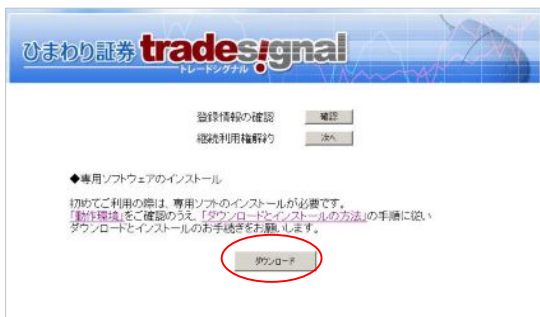 ひまわり証券 tradesignal
トレードシグナル
登録情報の確認 確認
継続利用権解約 次へ
◆専用ソフトウェアのインストール
初めてご利用の際は、専用ソフトのインストールが必要です。
「動作環境」をご確認のうえ、「ダウンロードとインストールの方法」の手順に従い
ダウンロードとインストールのお手続きをお願いします。
ダウンロード